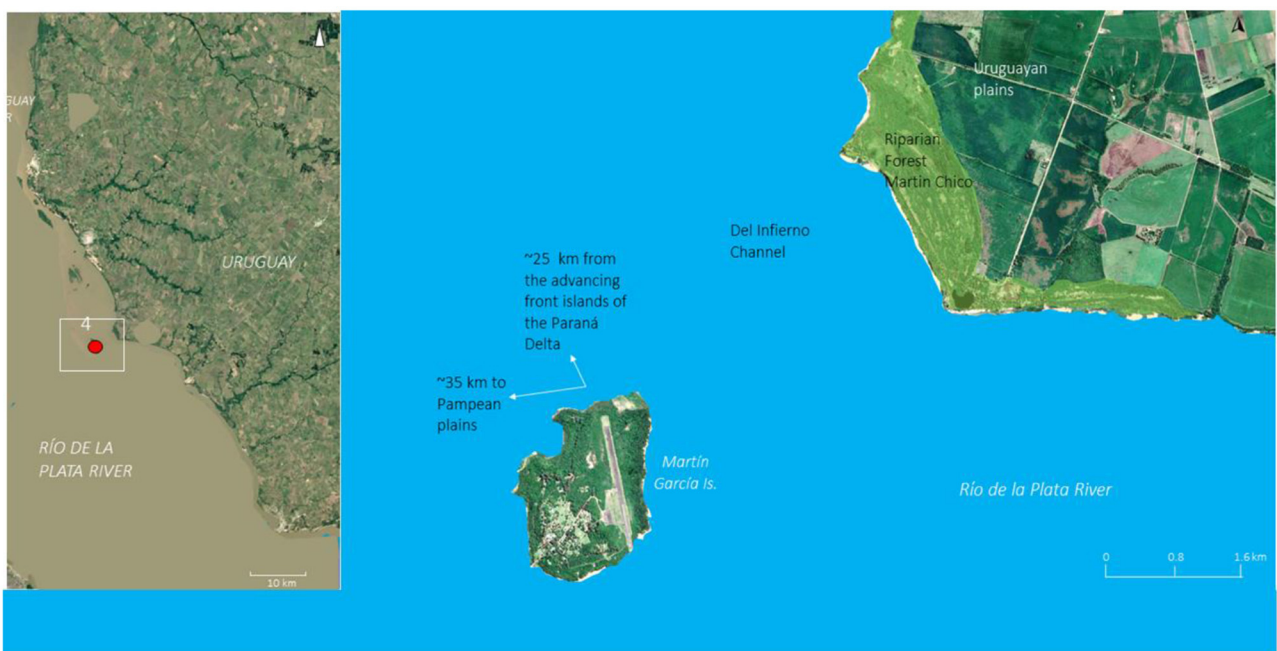 GUAY
R
URUGUAY
4
RÍO DE LA
PLATA RIVER
10 km
Uruguayan
plains
Riparian
Forest
Martin Chico
Del Infierno
Channel
~25 km from
the advancing
front islands of
the Paraná
Delta
~35 km to
Pampean
plains
Martín
García Is.
Río de la Plata River
0 0.8 1.6 km